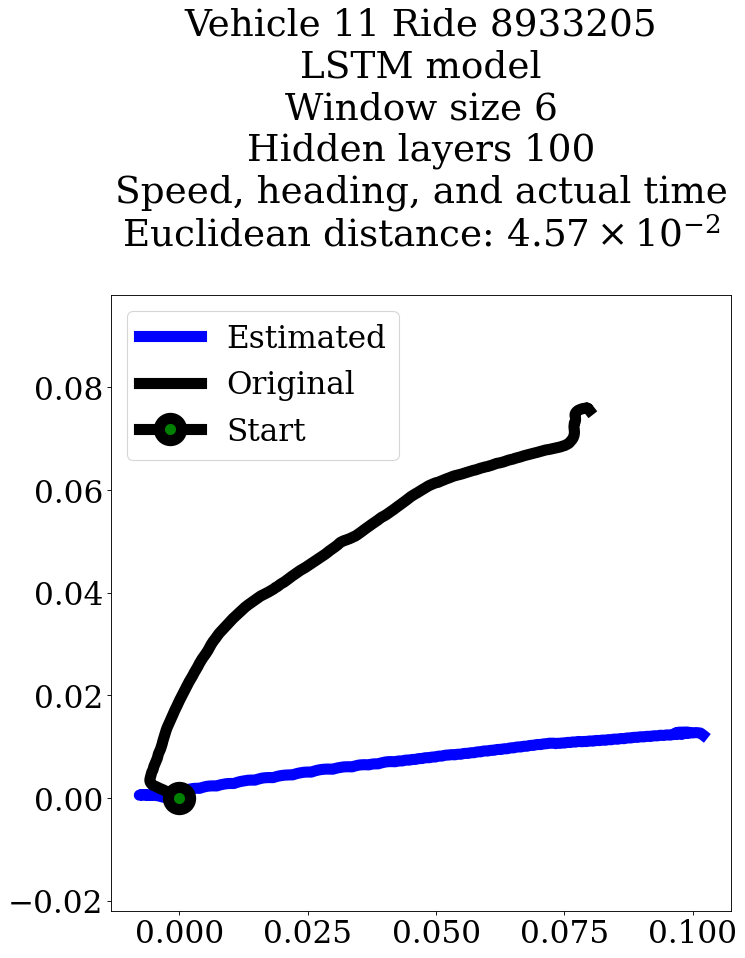 Vehicle 11 Ride 8933205
LSTM model
Window size 6
Hidden layers 100
Speed, heading, and actual time
Euclidean distance: 4.57 × 10⁻²
Estimated
Original
Start
0.08
0.06
0.04
0.02
0.00
−0.02
0.000 0.025 0.050 0.075 0.100